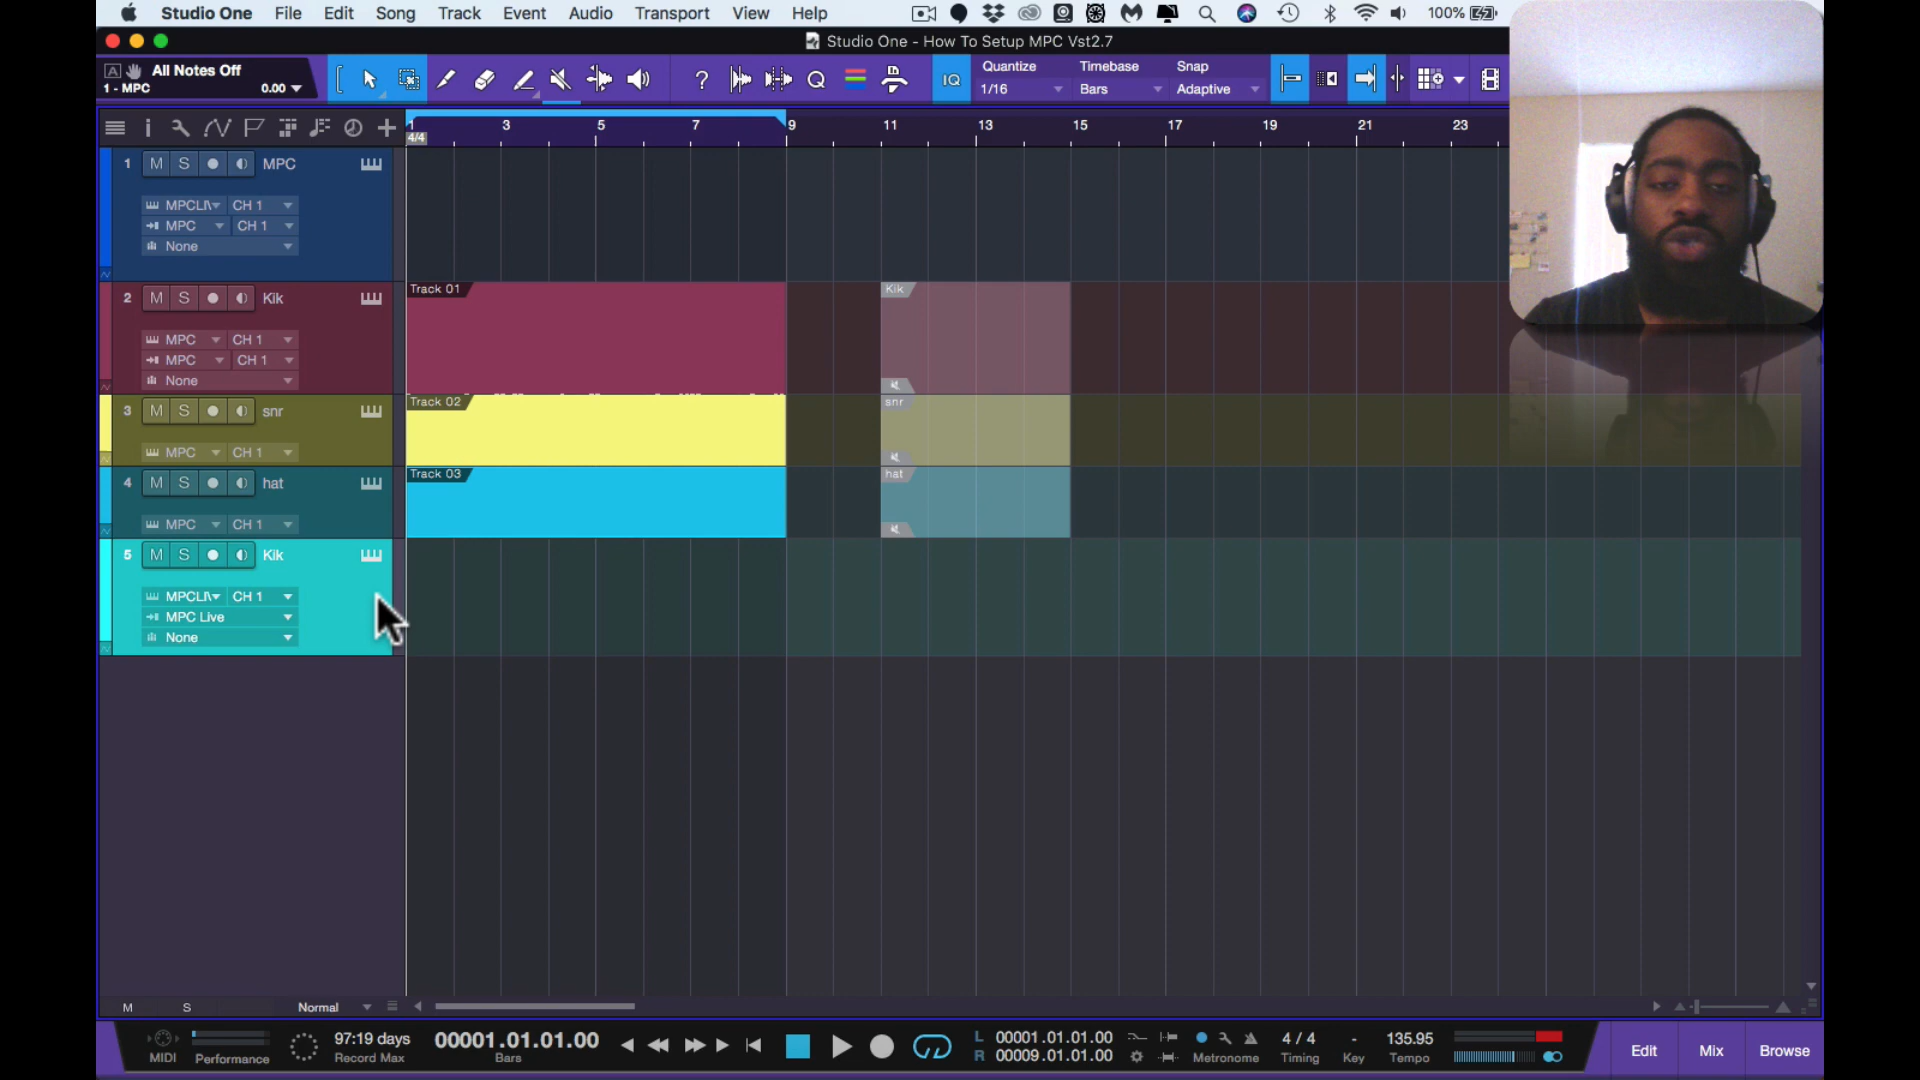 Studio One File Edit Song Track Event Audio Transport View Help 100%
Studio One - How To Setup MPC Vst2.7
A All Notes Off
1 - MPC 0.00
? Q IQ Quantize Timebase Snap
1/16 Bars Adaptive
1 3 5 7 9 11 13 15 17 19 21 23
4/4
1 M S MPC
MPCLIV CH 1
MPC CH 1
None
2 M S Kik
MPC CH 1
MPC CH 1
None
Track 01 Kik
3 M S snr
MPC CH 1
Track 02 snr
4 M S hat
MPC CH 1
Track 03 hat
5 M S Kik
MPCLIV CH 1
MPC Live
None
M S Normal
MIDI Performance
97:19 days
Record Max
00001.01.01.00
Bars
L 00001.01.01.00
R 00009.01.01.00
Metronome
4 / 4
Timing
-
Key
135.95
Tempo
Edit Mix Browse